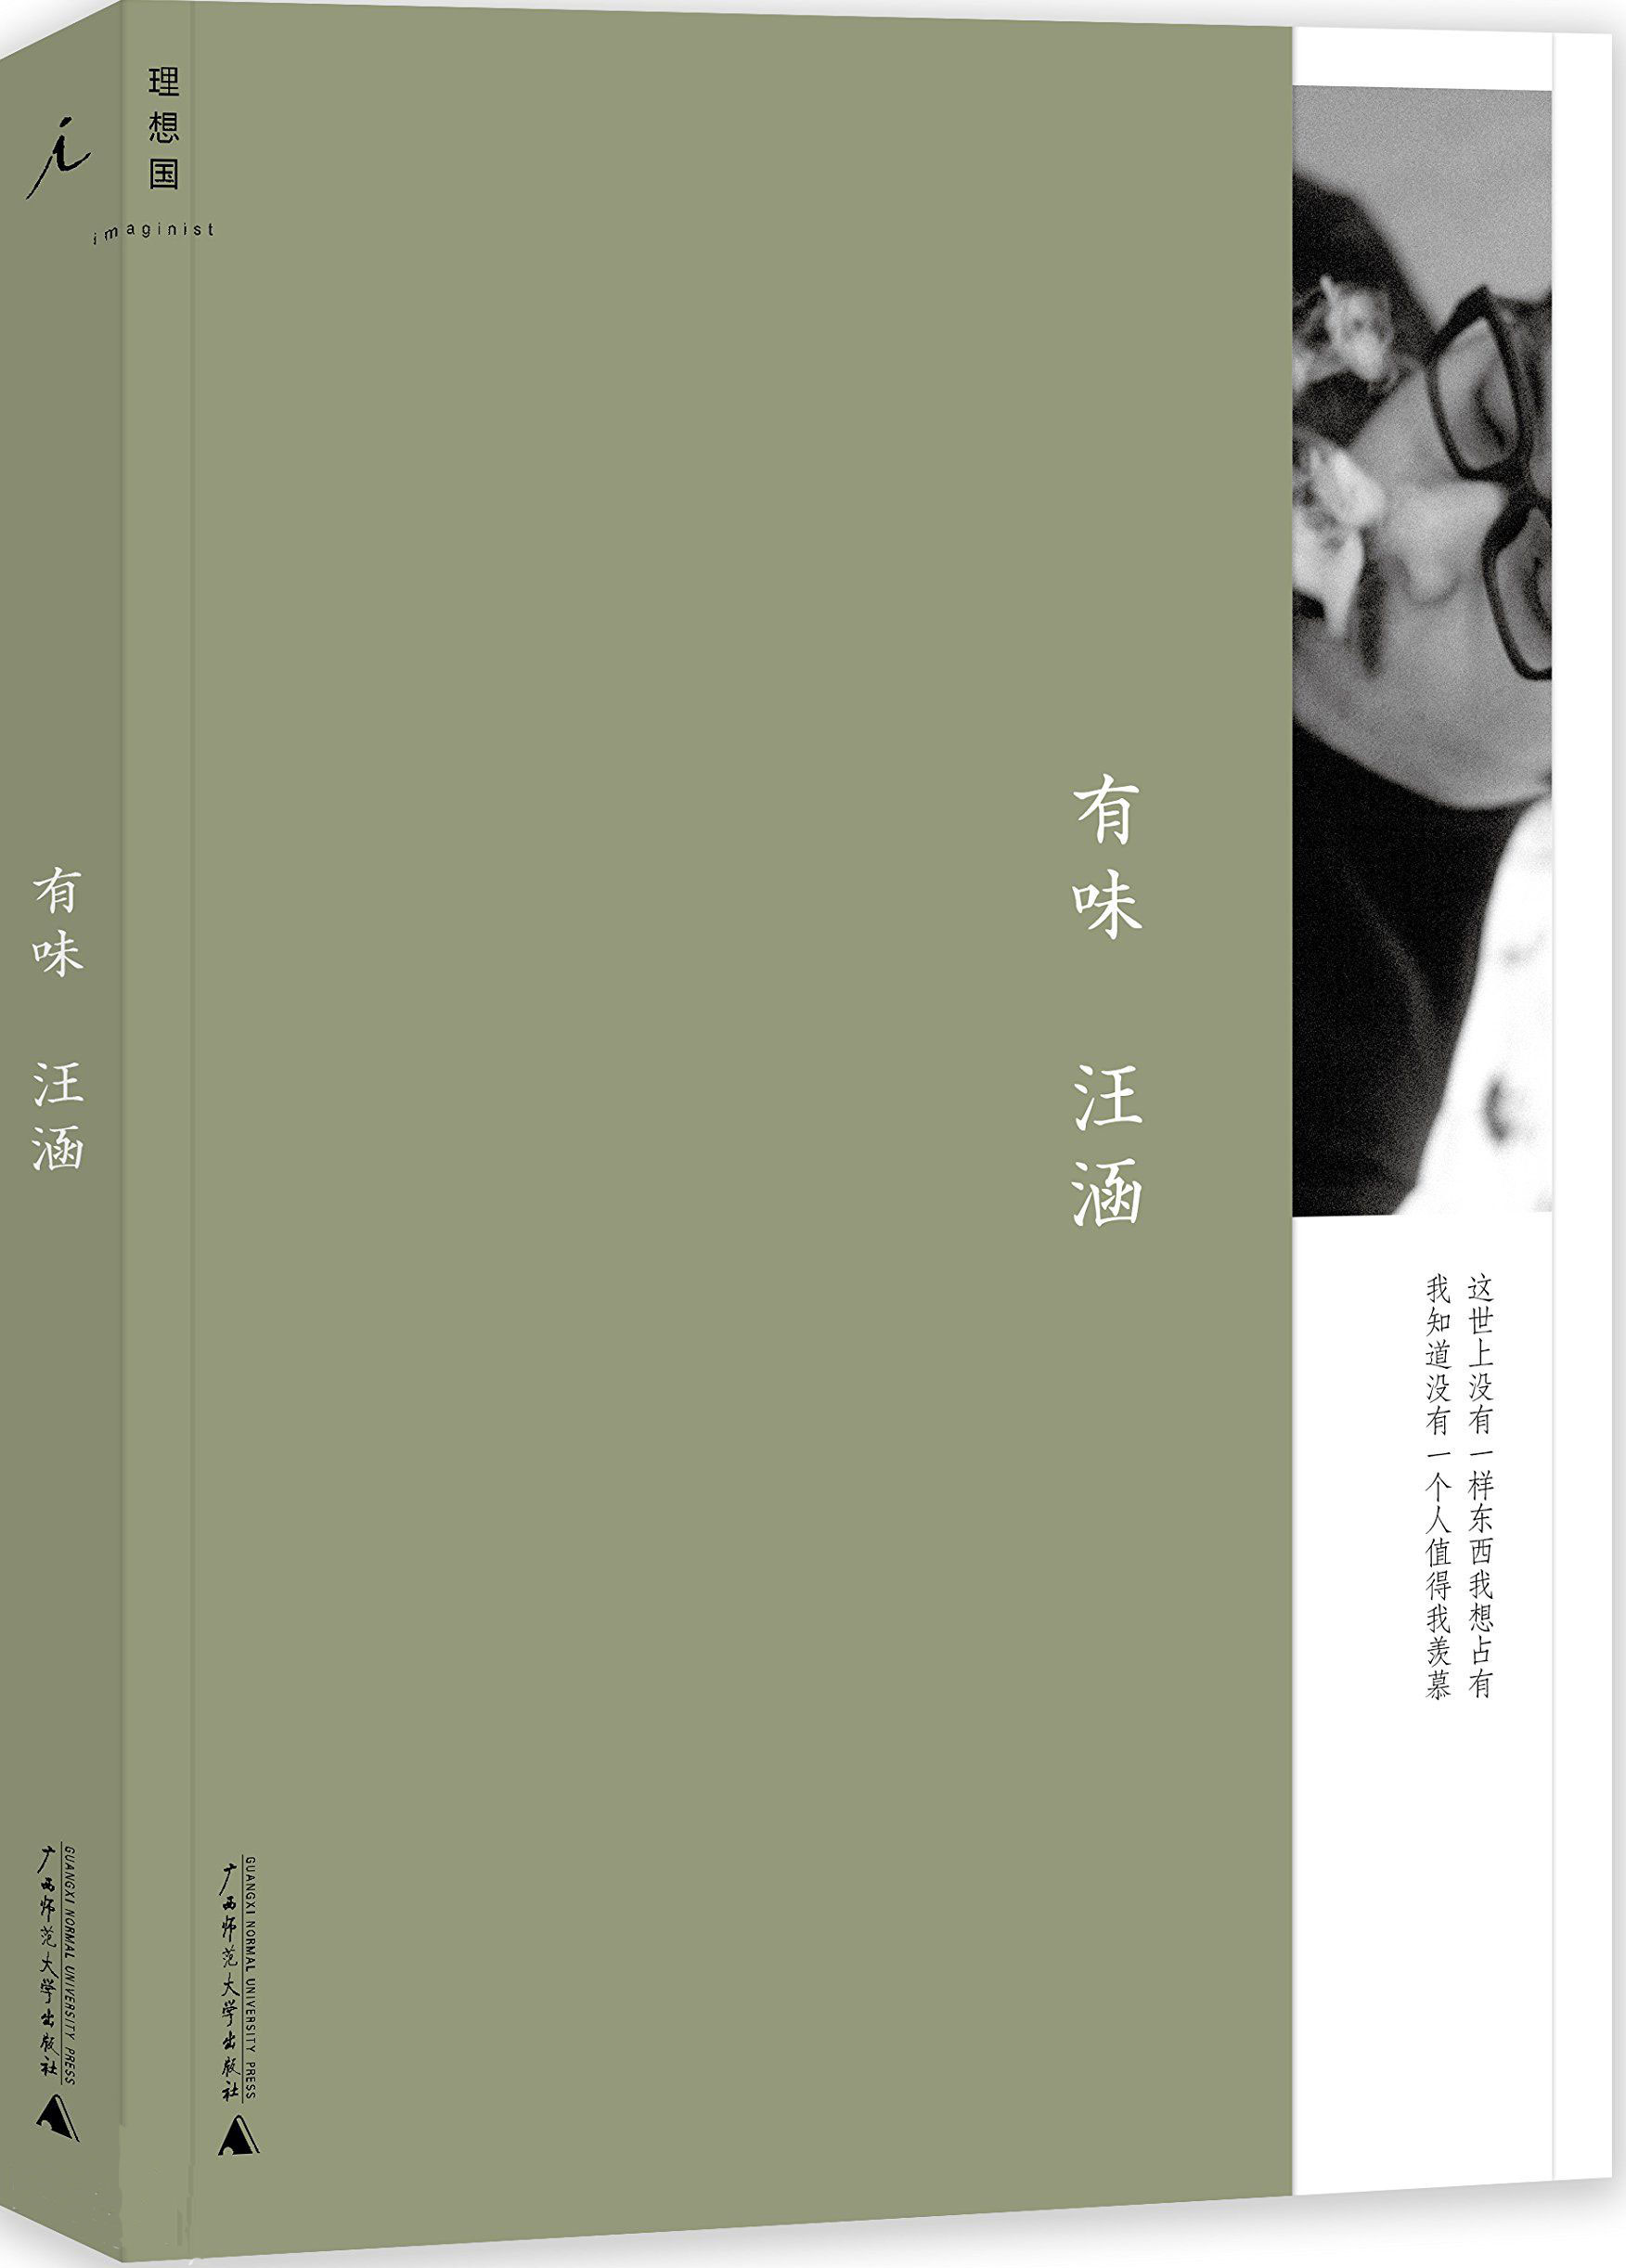 理想国
imaginist
i
有味
汪涵
有味
汪涵
这世上没有一样东西我想占有
我知道没有一个人值得我羡慕
GUANGXI NORMAL UNIVERSITY PRESS
广西师范大学出版社
GUANGXI NORMAL UNIVERSITY PRESS
广西师范大学出版社